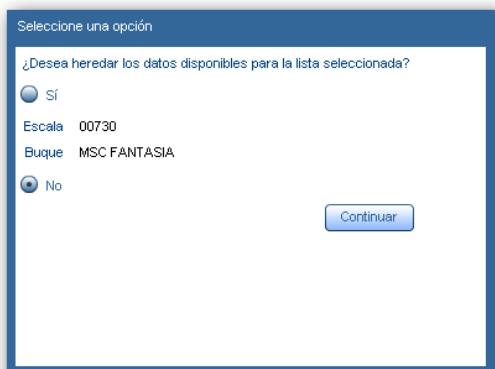 Seleccione una opción
¿Desea heredar los datos disponibles para la lista seleccionada?
Sí
Escala 00730
Buque MSC FANTASIA
No
Continuar